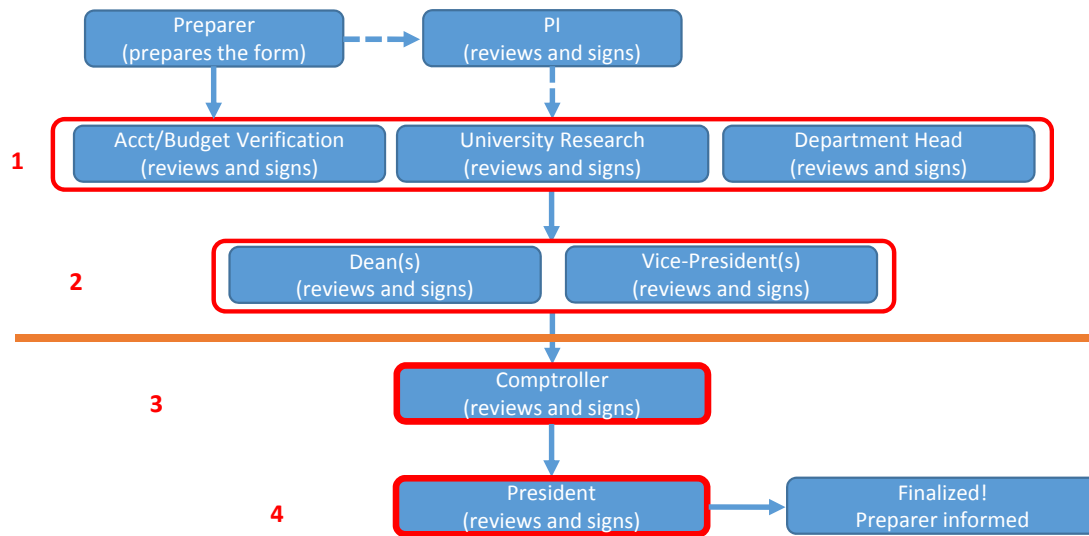 Preparer
(prepares the form)
PI
(reviews and signs)
1
Acct/Budget Verification
(reviews and signs)
University Research
(reviews and signs)
Department Head
(reviews and signs)
2
Dean(s)
(reviews and signs)
Vice-President(s)
(reviews and signs)
3
Comptroller
(reviews and signs)
4
President
(reviews and signs)
Finalized!
Preparer informed